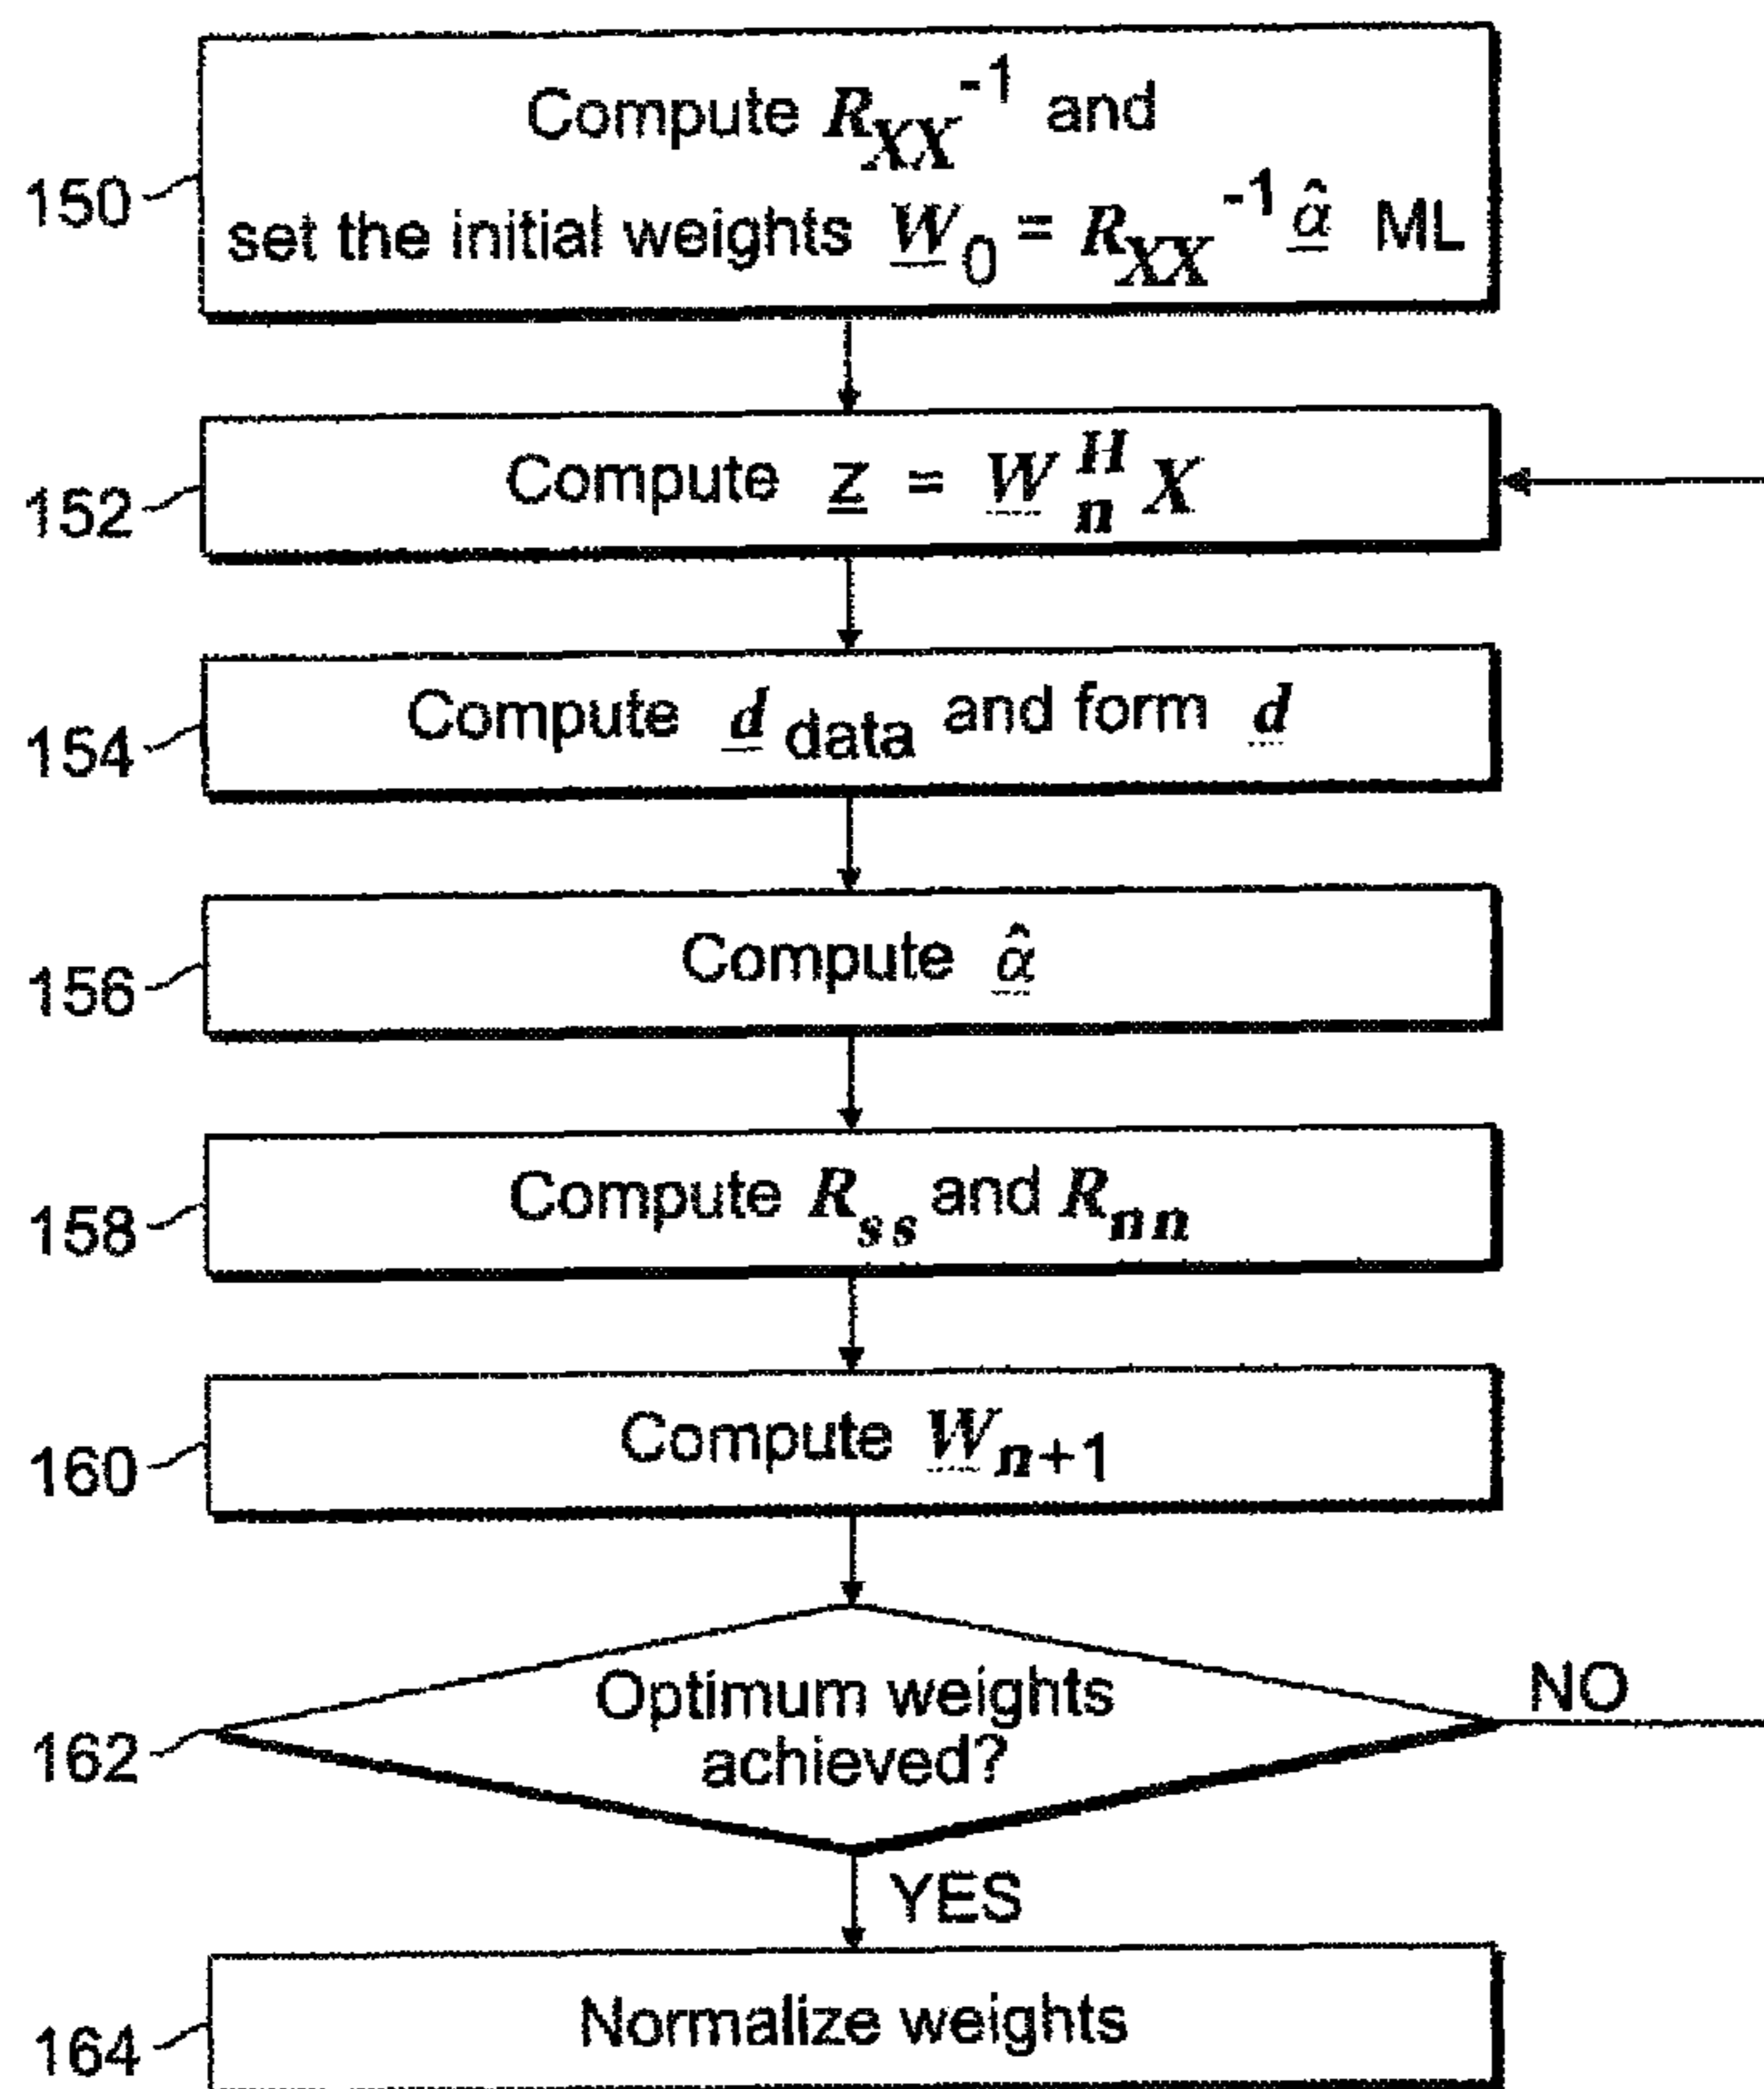 Compute R_XX^-1 and
150
set the initial weights W_0 = R_XX^-1 α̂ ML
152
Compute z = W_n^H X
154
Compute d_data and form d
156
Compute α̂
158
Compute R_ss and R_nn
160
Compute W_n+1
162
Optimum weights
achieved?
NO
YES
164
Normalize weights